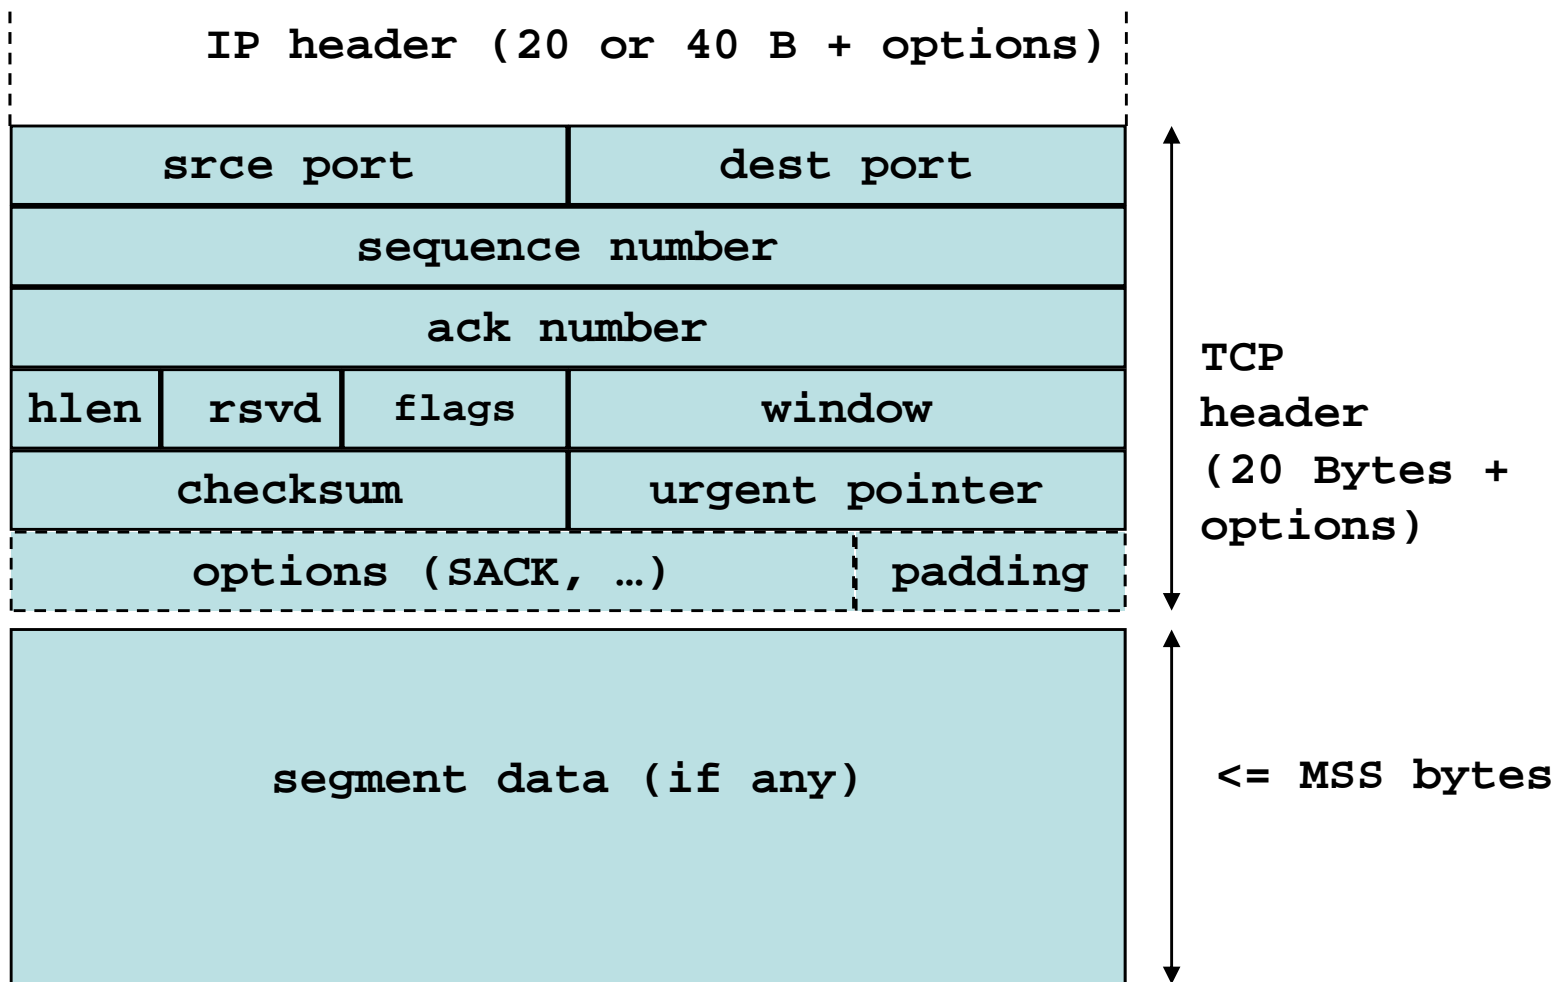 IP header (20 or 40 B + options)
srce port
dest port
sequence number
ack number
hlen
rsvd
flags
window
checksum
urgent pointer
options (SACK, …)
padding
TCP
header
(20 Bytes +
options)
segment data (if any)
<= MSS bytes